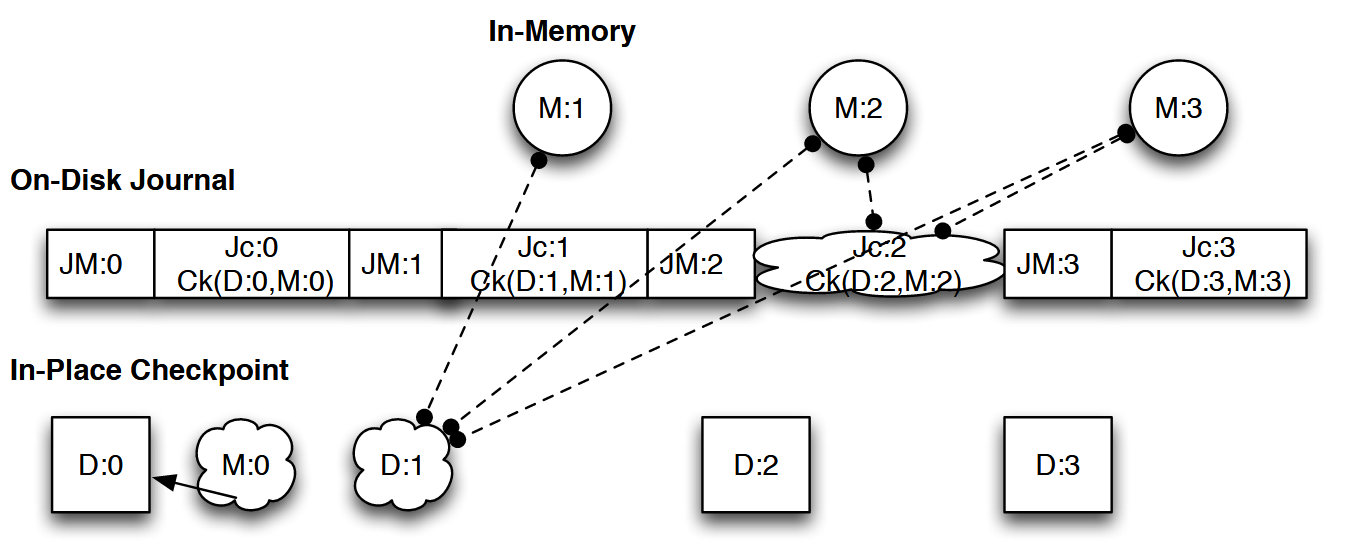 In-Memory
M:1
M:2
M:3
On-Disk Journal
JM:0
Jc:0
Ck(D:0,M:0)
JM:1
Jc:1
Ck(D:1,M:1)
JM:2
Jc:2
Ck(D:2,M:2)
JM:3
Jc:3
Ck(D:3,M:3)
In-Place Checkpoint
D:0
M:0
D:1
D:2
D:3